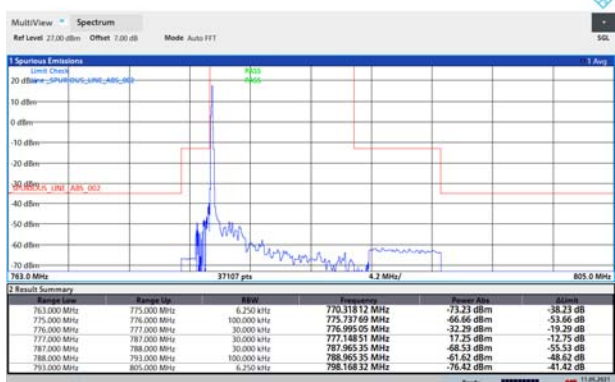 MultiView Spectrum
Ref Level 27.00 dBm Offset 7.00 dB Mode Auto FFT SGL
1 Spurious Emissions 1 Avg
Limit Check PASS
Line _SPURIOUS_LINE_ABS_002 PASS
20 dBm
10 dBm
0 dBm
-10 dBm
-20 dBm
SPURIOUS_LINE_ABS_002
-40 dBm
-50 dBm
-60 dBm
-70 dBm
763.0 MHz 37107 pts 4.2 MHz/ 805.0 MHz
2 Result Summary
Range Low Range Up RBW Frequency Power Abs ΔLimit
763.000 MHz 775.000 MHz 6.250 kHz 770.31812 MHz -73.23 dBm -38.23 dB
775.000 MHz 776.000 MHz 100.000 kHz 775.73769 MHz -66.66 dBm -53.66 dB
776.000 MHz 777.000 MHz 30.000 kHz 776.99505 MHz -32.29 dBm -19.29 dB
777.000 MHz 787.000 MHz 30.000 kHz 777.14851 MHz 17.25 dBm -12.75 dB
787.000 MHz 788.000 MHz 30.000 kHz 787.96535 MHz -68.53 dBm -55.53 dB
788.000 MHz 793.000 MHz 100.000 kHz 788.96535 MHz -61.62 dBm -48.62 dB
793.000 MHz 805.000 MHz 6.250 kHz 798.16832 MHz -76.42 dBm -41.42 dB
11.05.2021